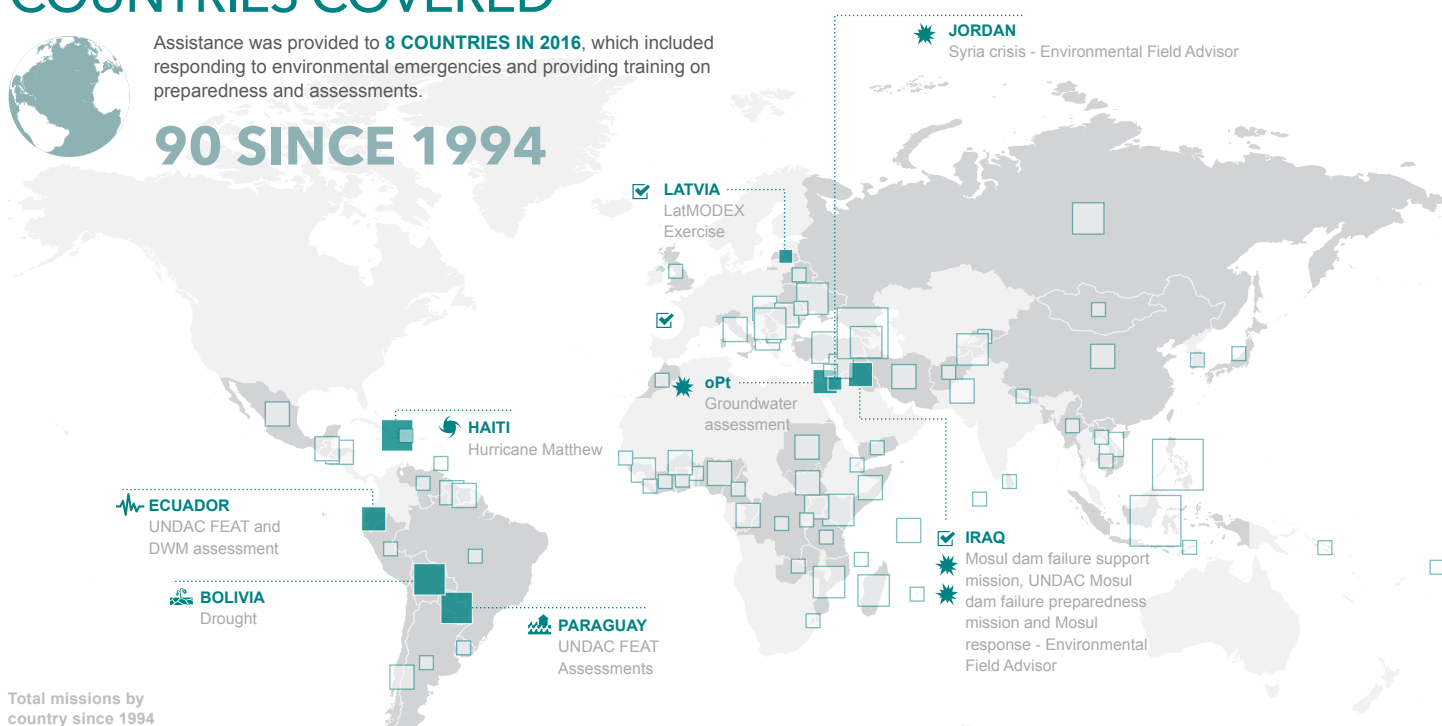 COUNTRIES COVERED
Assistance was provided to 8 COUNTRIES IN 2016, which included
responding to environmental emergencies and providing training on
preparedness and assessments.
90 SINCE 1994
JORDAN
Syria crisis - Environmental Field Advisor
LATVIA
LatMODEX
Exercise
oPt
Groundwater
assessment
HAITI
Hurricane Matthew
ECUADOR
UNDAC FEAT and
DWM assessment
BOLIVIA
Drought
PARAGUAY
UNDAC FEAT
Assessments
IRAQ
Mosul dam failure support
mission, UNDAC Mosul
dam failure preparedness
mission and Mosul
response - Environmental
Field Advisor
Total missions by
country since 1994